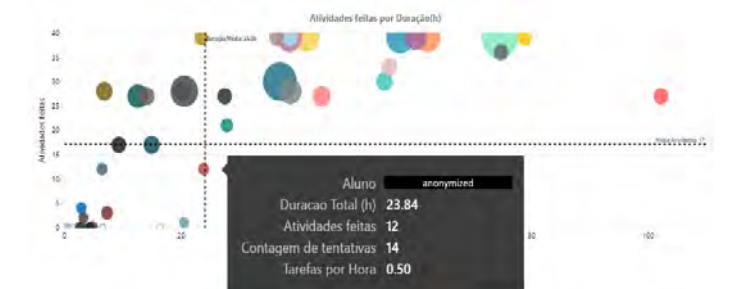 Atividades feitas por Duração(h)
40
35
30
25
20
15
10
5
0
Atividades feitas
0
20
80
100
Aluno anonymized
Duracao Total (h) 23.84
Atividades feitas 12
Contagem de tentativas 14
Tarefas por Hora 0.50